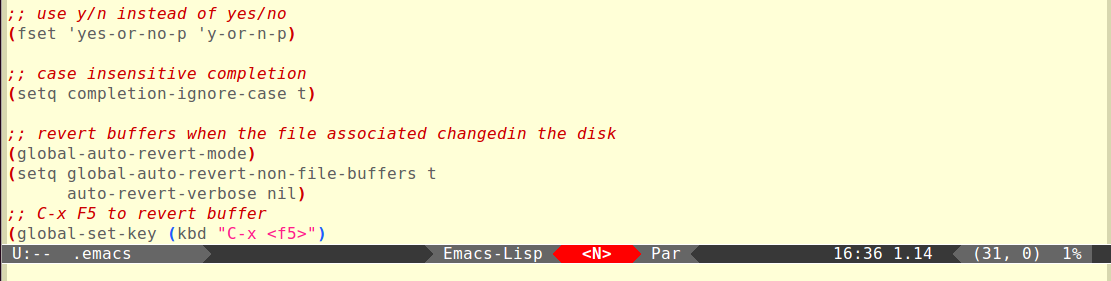 ;; use y/n instead of yes/no
(fset 'yes-or-no-p 'y-or-n-p)
;; case insensitive completion
(setq completion-ignore-case t)
;; revert buffers when the file associated changedin the disk
(global-auto-revert-mode)
(setq global-auto-revert-non-file-buffers t
      auto-revert-verbose nil)
;; C-x F5 to revert buffer
(global-set-key (kbd "C-x <f5>")
U:--  .emacs Emacs-Lisp <N> Par 16:36 1.14 (31, 0) 1%